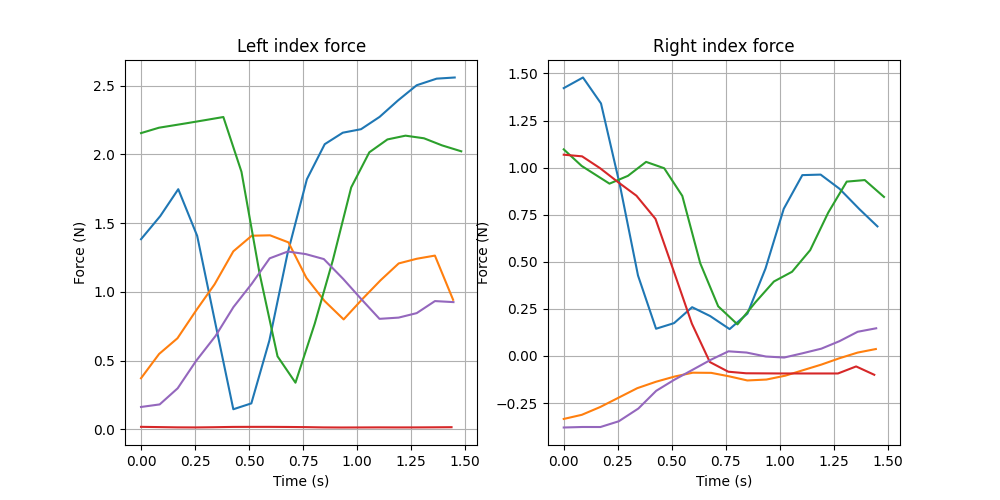 Left index force
Force (N)
2.5
2.0
1.5
1.0
0.5
0.0
0.00 0.25 0.50 0.75 1.00 1.25 1.50
Time (s)
Right index force
Force (N)
1.50
1.25
1.00
0.75
0.50
0.25
0.00
−0.25
0.00 0.25 0.50 0.75 1.00 1.25 1.50
Time (s)